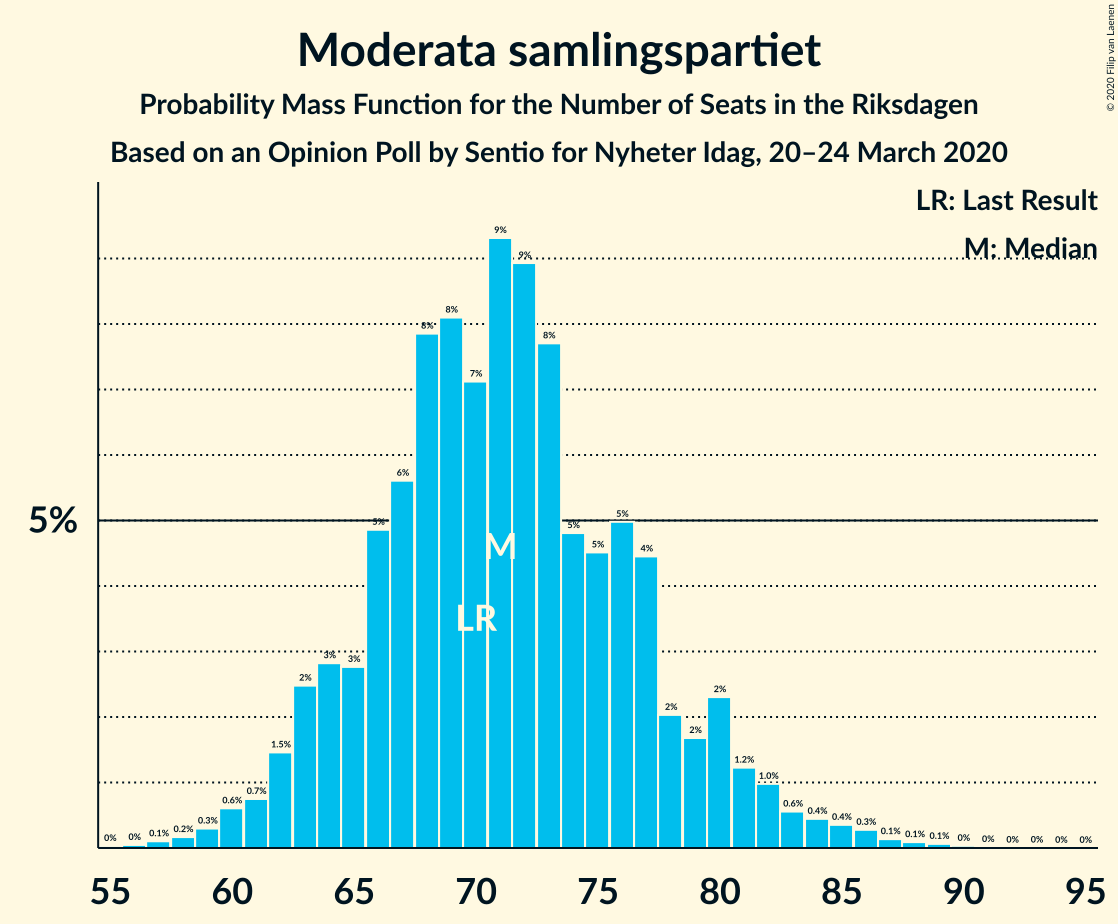 Moderata samlingspartiet
Probability Mass Function for the Number of Seats in the Riksdagen
Based on an Opinion Poll by Sentio for Nyheter Idag, 20–24 March 2020
© 2020 Filip van Laenen
LR: Last Result
M: Median
5%
0% 0% 0.1% 0.2% 0.3% 0.6% 0.7% 1.5% 2% 3% 3% 5% 6% 8% 8% 7% 9% 9% 8% 5% 5% 5% 4% 2% 2% 2% 1.2% 1.0% 0.6% 0.4% 0.4% 0.3% 0.1% 0.1% 0.1% 0% 0% 0% 0% 0% 0%
M
LR
55 60 65 70 75 80 85 90 95